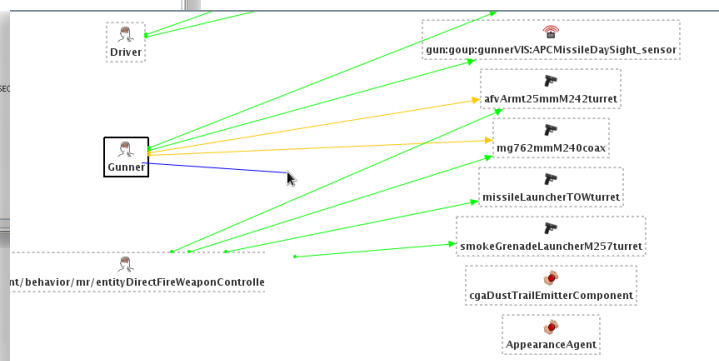 Driver
gun:goup:gunnerVIS:APCMissileDaySight_sensor
afvArmt25mmM242turret
mg762mmM240coax
Gunner
missileLauncherTOWturret
smokeGrenadeLauncherM257turret
nt/behavior/mr/entityDirectFireWeaponControlle
cgaDustTrailEmitterComponent
AppearanceAgent